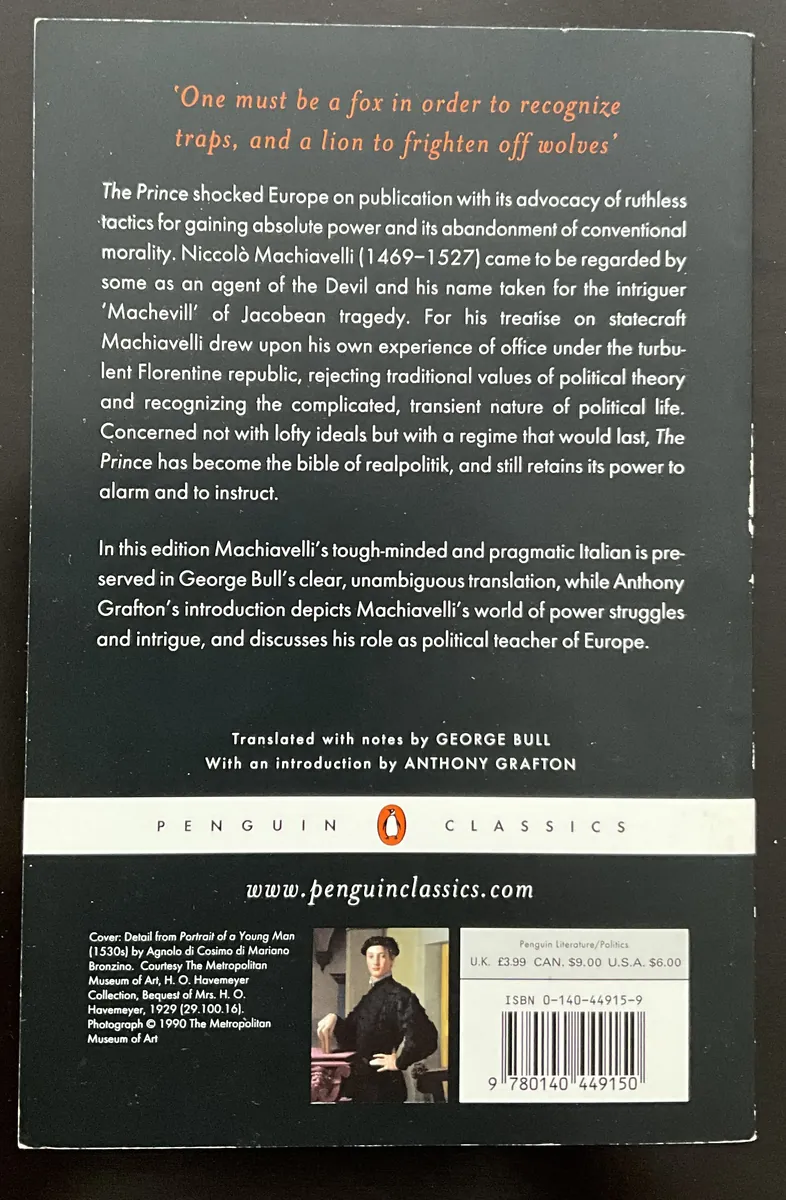 ‘One must be a fox in order to recognize
traps, and a lion to frighten off wolves’
The Prince shocked Europe on publication with its advocacy of ruthless
tactics for gaining absolute power and its abandonment of conventional
morality. Niccolò Machiavelli (1469–1527) came to be regarded by
some as an agent of the Devil and his name taken for the intriguer
‘Machevill’ of Jacobean tragedy. For his treatise on statecraft
Machiavelli drew upon his own experience of office under the turbu-
lent Florentine republic, rejecting traditional values of political theory
and recognizing the complicated, transient nature of political life.
Concerned not with lofty ideals but with a regime that would last, The
Prince has become the bible of realpolitik, and still retains its power to
alarm and to instruct.
In this edition Machiavelli’s tough-minded and pragmatic Italian is pre-
served in George Bull’s clear, unambiguous translation, while Anthony
Grafton’s introduction depicts Machiavelli’s world of power struggles
and intrigue, and discusses his role as political teacher of Europe.
Translated with notes by GEORGE BULL
With an introduction by ANTHONY GRAFTON
PENGUIN CLASSICS
www.penguinclassics.com
Cover: Detail from Portrait of a Young Man
(1530s) by Agnolo di Cosimo di Mariano
Bronzino. Courtesy The Metropolitan
Museum of Art, H. O. Havemeyer
Collection, Bequest of Mrs. H. O.
Havemeyer, 1929 (29.100.16).
Photograph © 1990 The Metropolitan
Museum of Art
Penguin Literature/Politics
U.K. £3.99 CAN. $9.00 U.S.A. $6.00
ISBN 0-140-44915-9
9 780140 449150